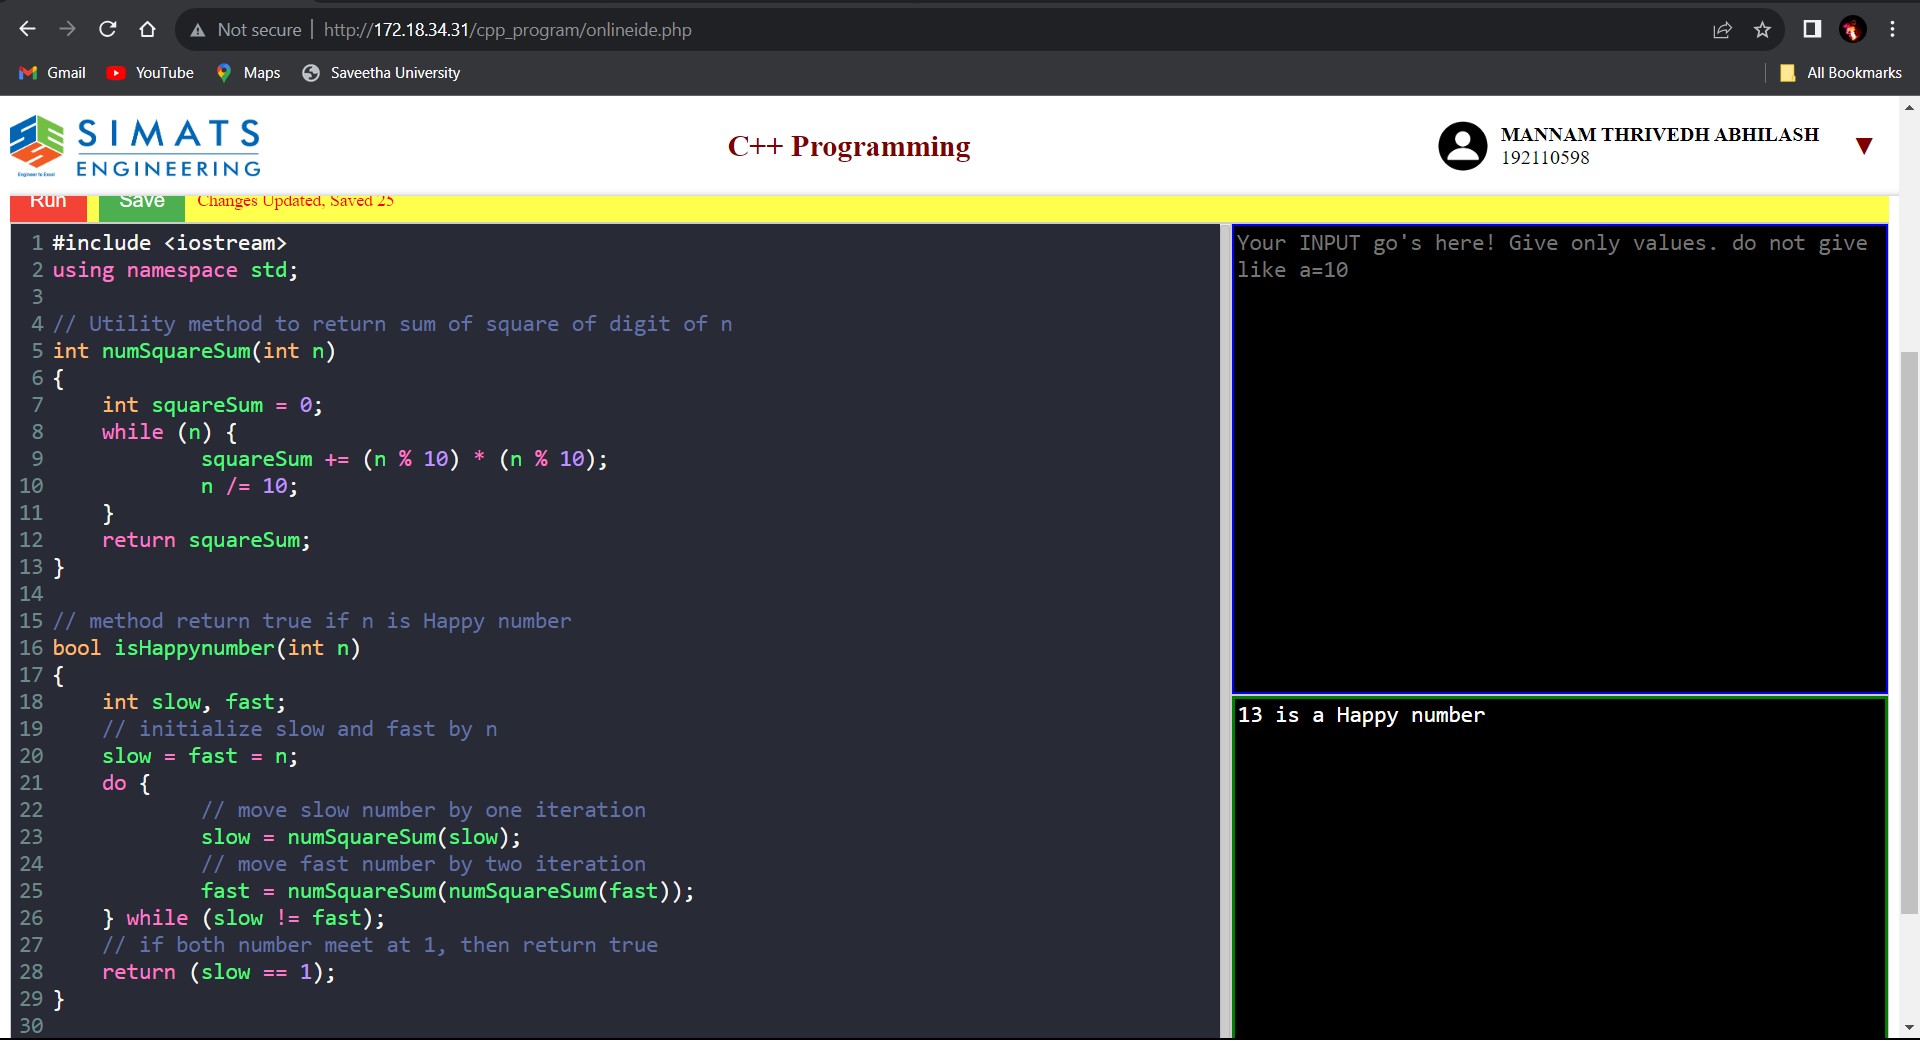 Not secure | http://172.18.34.31/cpp_program/onlineide.php
Gmail YouTube Maps Saveetha University All Bookmarks
SIMATS
ENGINEERING
Engineer to Excel
C++ Programming
MANNAM THRIVEDH ABHILASH
192110598
Run Save Changes Updated, Saved 25
1 #include <iostream>
2 using namespace std;
3
4 // Utility method to return sum of square of digit of n
5 int numSquareSum(int n)
6 {
7     int squareSum = 0;
8     while (n) {
9             squareSum += (n % 10) * (n % 10);
10             n /= 10;
11     }
12     return squareSum;
13 }
14
15 // method return true if n is Happy number
16 bool isHappynumber(int n)
17 {
18     int slow, fast;
19     // initialize slow and fast by n
20     slow = fast = n;
21     do {
22             // move slow number by one iteration
23             slow = numSquareSum(slow);
24             // move fast number by two iteration
25             fast = numSquareSum(numSquareSum(fast));
26     } while (slow != fast);
27     // if both number meet at 1, then return true
28     return (slow == 1);
29 }
30
Your INPUT go's here! Give only values. do not give
like a=10
13 is a Happy number